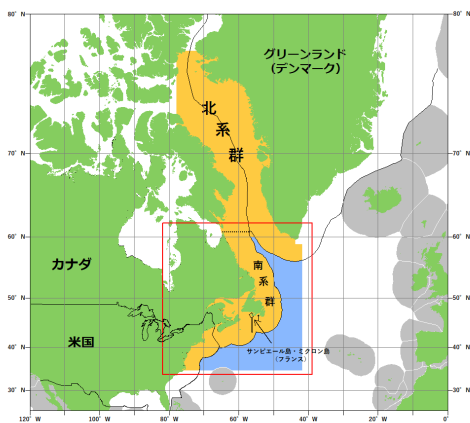 80° N
80° N
グリーンランド
（デンマーク）
北
系
群
70° N
70° N
60° N
60° N
カナダ
南
系
群
50° N
50° N
米国
サンピエール島・ミクロン島
（フランス）
40° N
40° N
30° N
30° N
120° W
100° W
80° W
60° W
40° W
20° W
0°